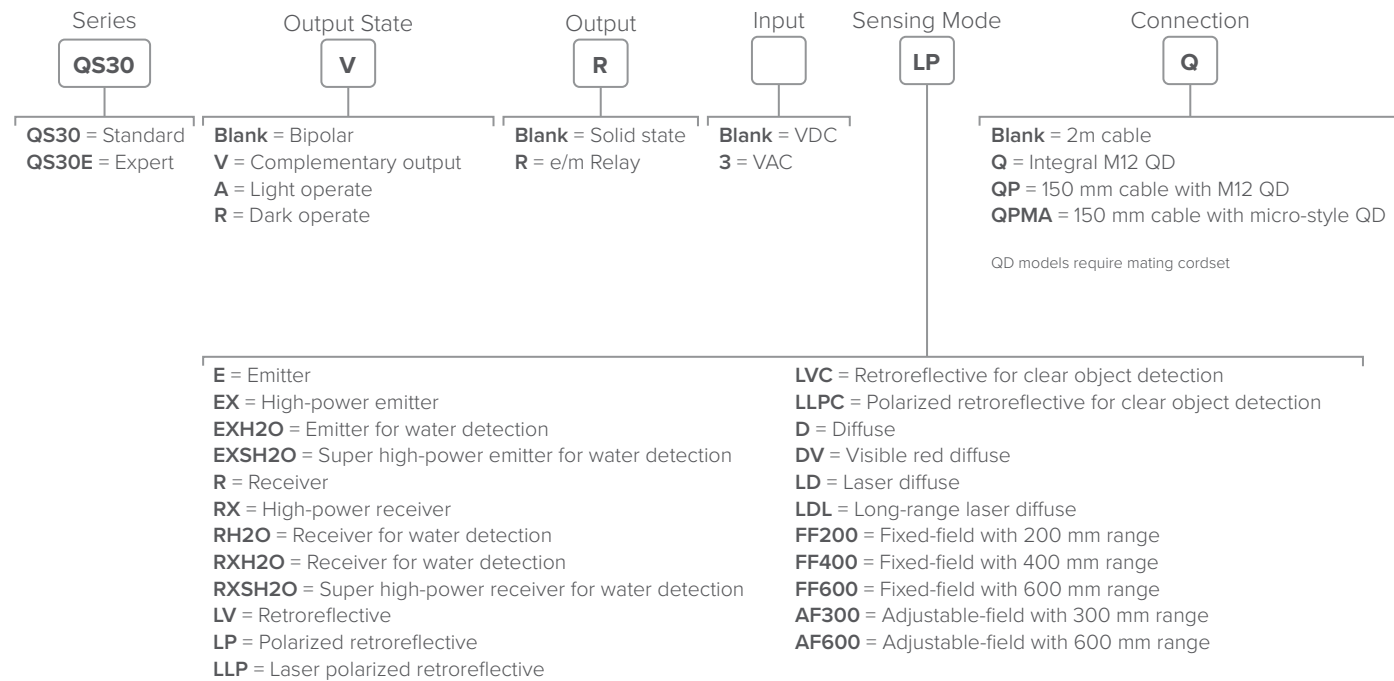 Series
QS30
QS30 = Standard
QS30E = Expert
Output State
V
Blank = Bipolar
V = Complementary output
A = Light operate
R = Dark operate
Output
R
Blank = Solid state
R = e/m Relay
Input
Blank = VDC
3 = VAC
Sensing Mode
LP
Connection
Q
Blank = 2m cable
Q = Integral M12 QD
QP = 150 mm cable with M12 QD
QPMA = 150 mm cable with micro-style QD
QD models require mating cordset
E = Emitter
EX = High-power emitter
EXH2O = Emitter for water detection
EXSH2O = Super high-power emitter for water detection
R = Receiver
RX = High-power receiver
RH2O = Receiver for water detection
RXH2O = Receiver for water detection
RXSH2O = Super high-power receiver for water detection
LV = Retroreflective
LP = Polarized retroreflective
LLP = Laser polarized retroreflective
LVC = Retroreflective for clear object detection
LLPC = Polarized retroreflective for clear object detection
D = Diffuse
DV = Visible red diffuse
LD = Laser diffuse
LDL = Long-range laser diffuse
FF200 = Fixed-field with 200 mm range
FF400 = Fixed-field with 400 mm range
FF600 = Fixed-field with 600 mm range
AF300 = Adjustable-field with 300 mm range
AF600 = Adjustable-field with 600 mm range